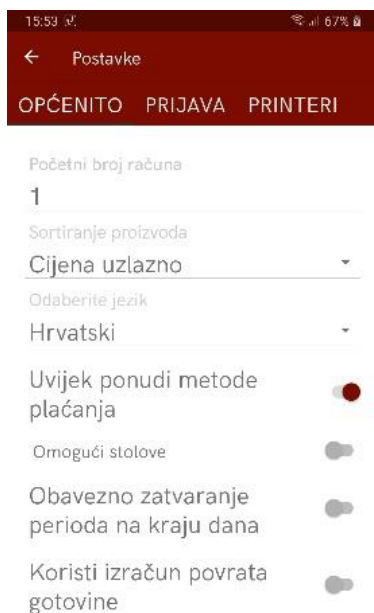 15:53
67%
Postavke
OPĆENITO PRIJAVA PRINTERI
Početni broj računa
1
Sortiranje proizvoda
Cijena uzlazno
Odaberite jezik
Hrvatski
Uvijek ponudi metode
plaćanja
Omogući stolove
Obavezno zatvaranje
perioda na kraju dana
Koristi izračun povrata
gotovine